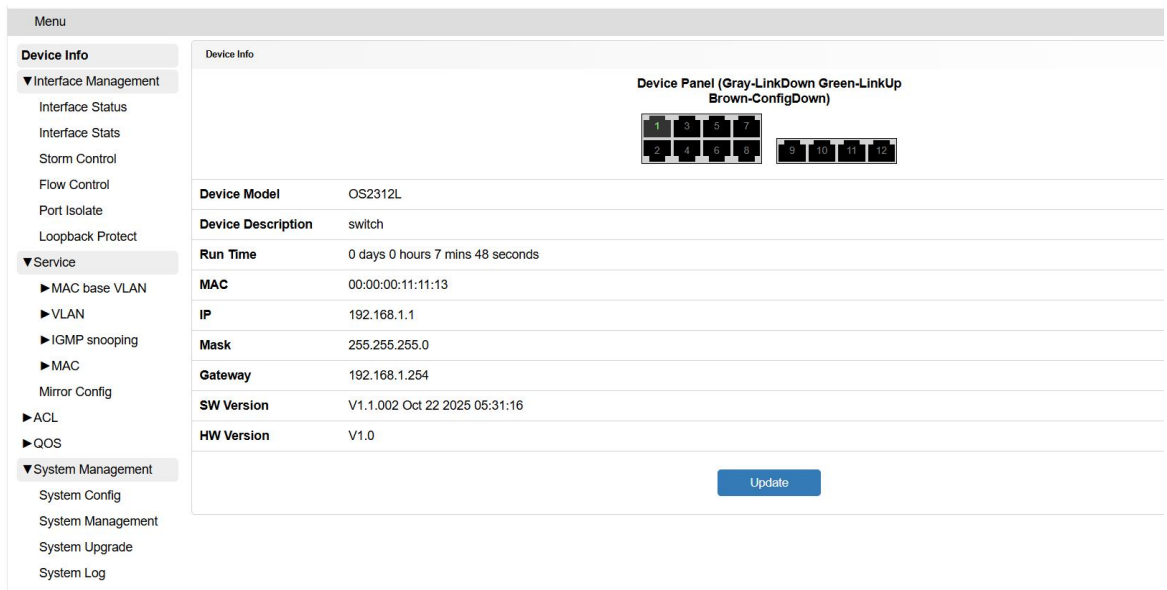 Menu
Device Info
▼Interface Management
Interface Status
Interface Stats
Storm Control
Flow Control
Port Isolate
Loopback Protect
▼Service
►MAC base VLAN
►VLAN
►IGMP snooping
►MAC
Mirror Config
►ACL
►QOS
▼System Management
System Config
System Management
System Upgrade
System Log
Device Info
Device Panel (Gray-LinkDown Green-LinkUp
Brown-ConfigDown)
1 3 5 7
2 4 6 8 9 10 11 12
Device Model OS2312L
Device Description switch
Run Time 0 days 0 hours 7 mins 48 seconds
MAC 00:00:00:11:11:13
IP 192.168.1.1
Mask 255.255.255.0
Gateway 192.168.1.254
SW Version V1.1.002 Oct 22 2025 05:31:16
HW Version V1.0
Update